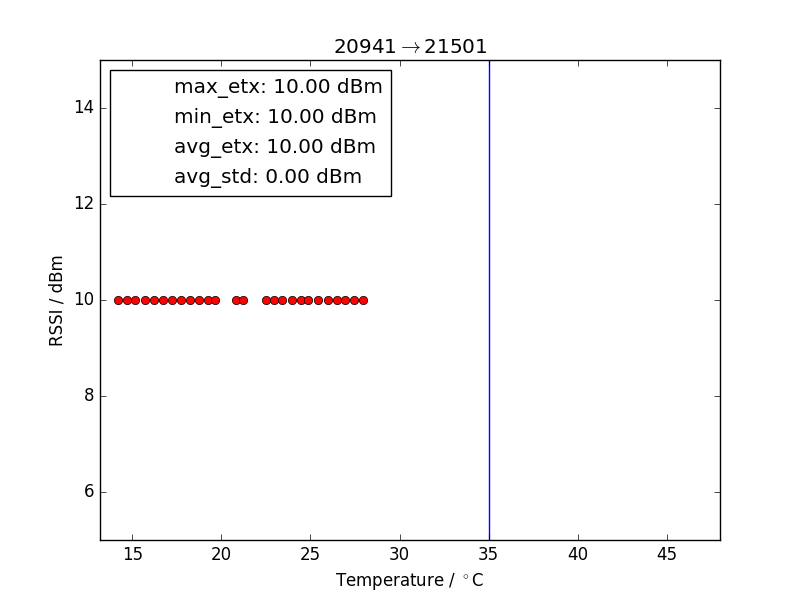 20941→21501
max_etx: 10.00 dBm
min_etx: 10.00 dBm
avg_etx: 10.00 dBm
avg_std: 0.00 dBm
14
12
10
8
6
RSSI / dBm
15 20 25 30 35 40 45
Temperature / °C